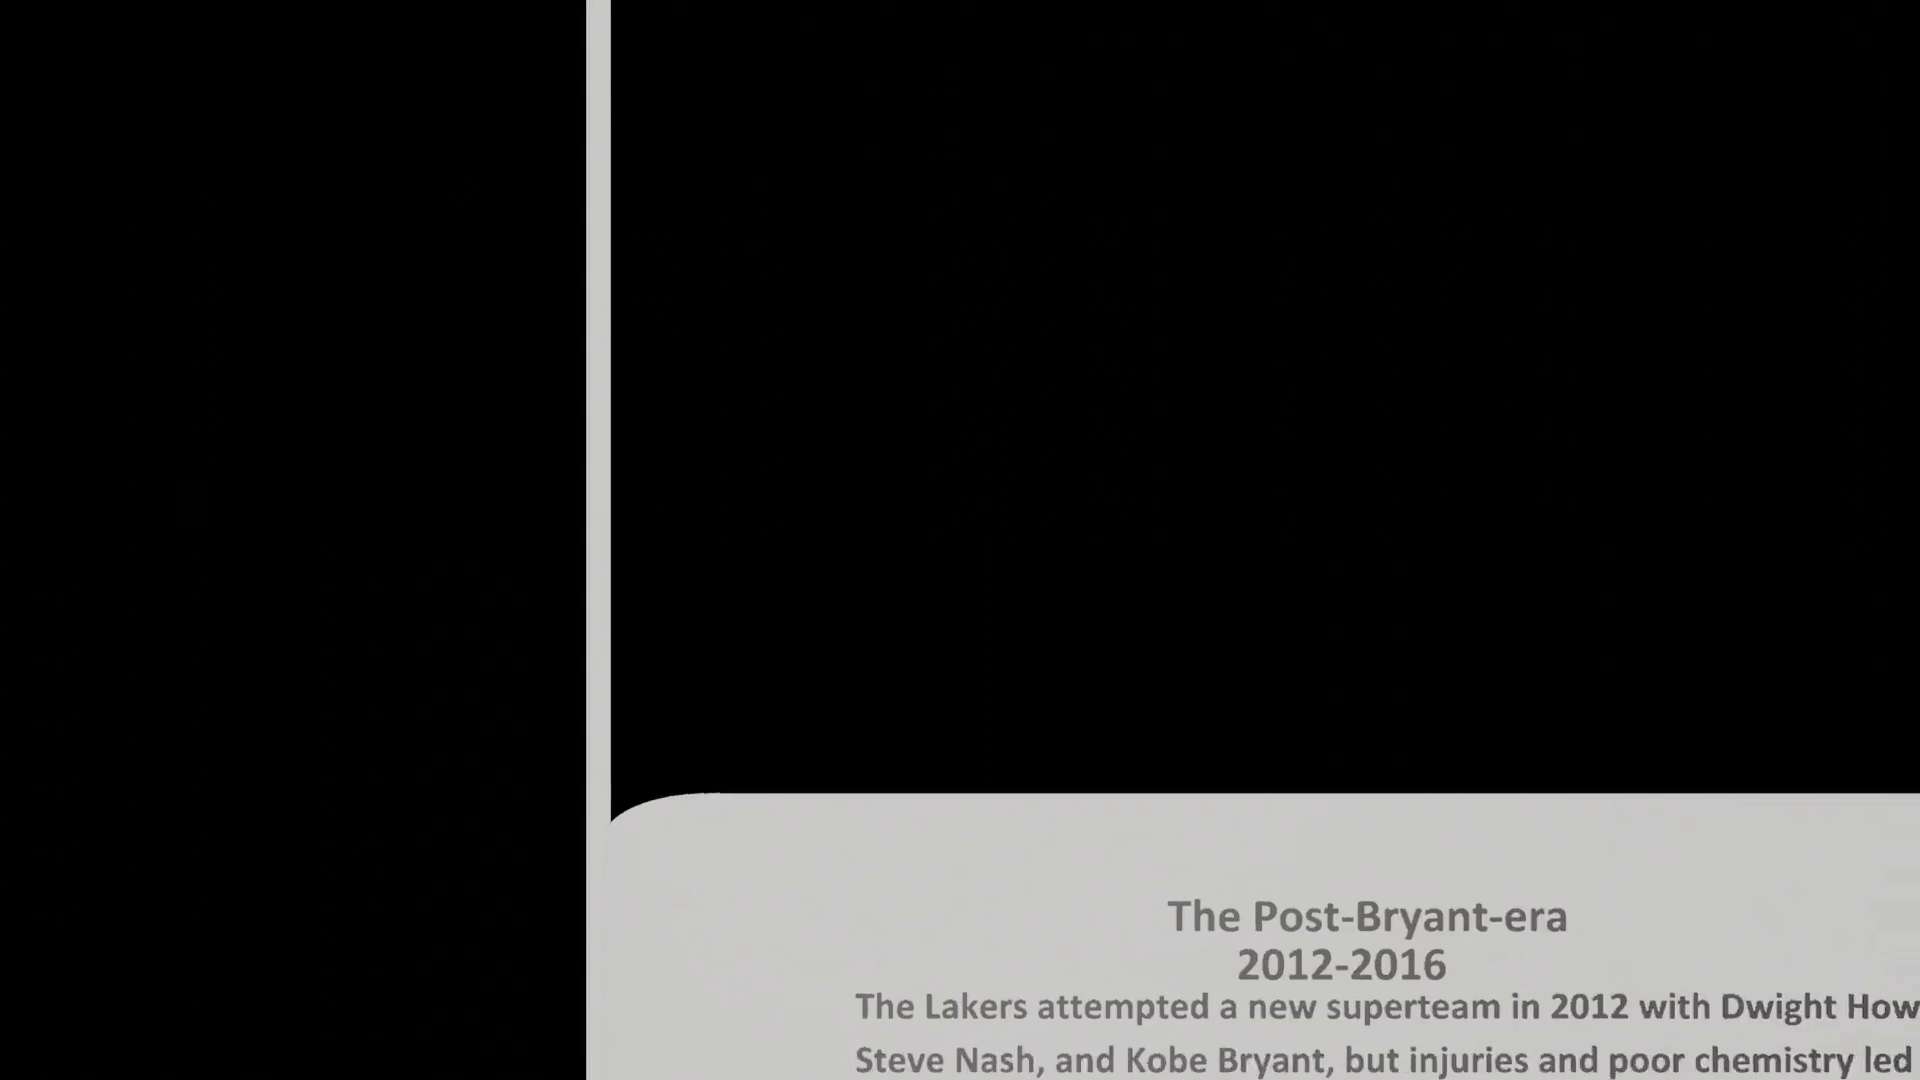 The Post-Bryant-era
2012-2016
The Lakers attempted a new superteam in 2012 with Dwight How
Steve Nash, and Kobe Bryant, but injuries and poor chemistry led